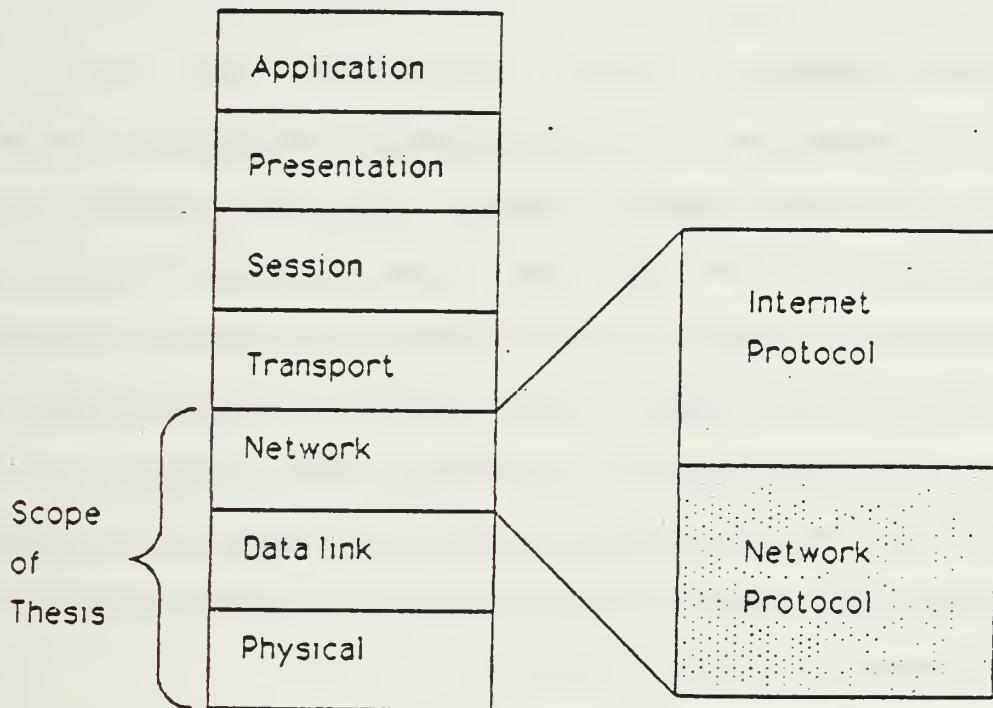 Application
Presentation
Session
Transport
Network
Data link
Physical
Scope
of
Thesis
Internet
Protocol
Network
Protocol